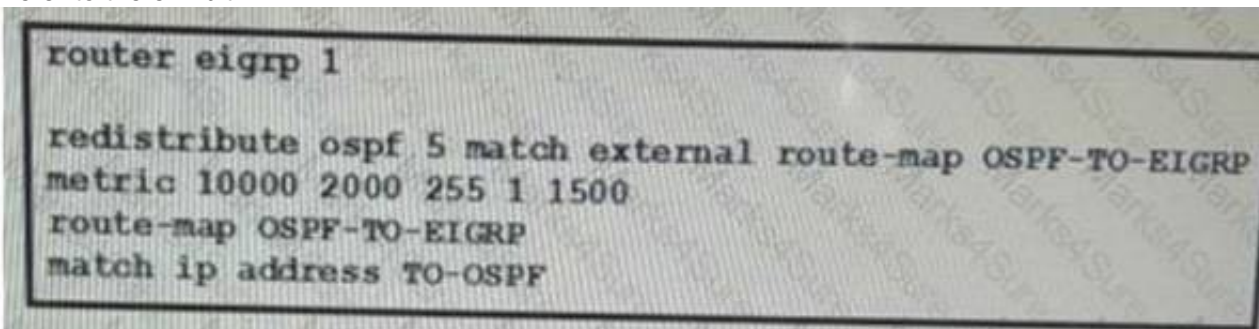 router eigrp 1
redistribute ospf 5 match external route-map OSPF-TO-EIGRP
metric 10000 2000 255 1 1500
route-map OSPF-TO-EIGRP
match ip address TO-OSPF